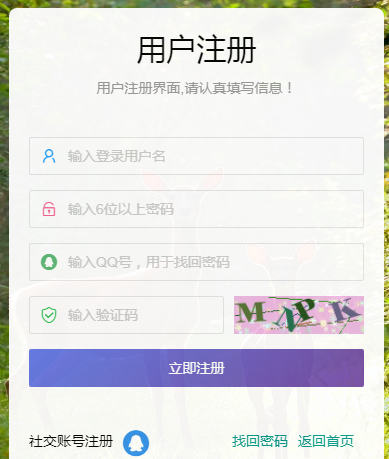 用户注册
用户注册界面,请认真填写信息！
输入登录用户名
输入6位以上密码
输入QQ号，用于找回密码
输入验证码
MNPK
立即注册
社交账号注册 找回密码 返回首页